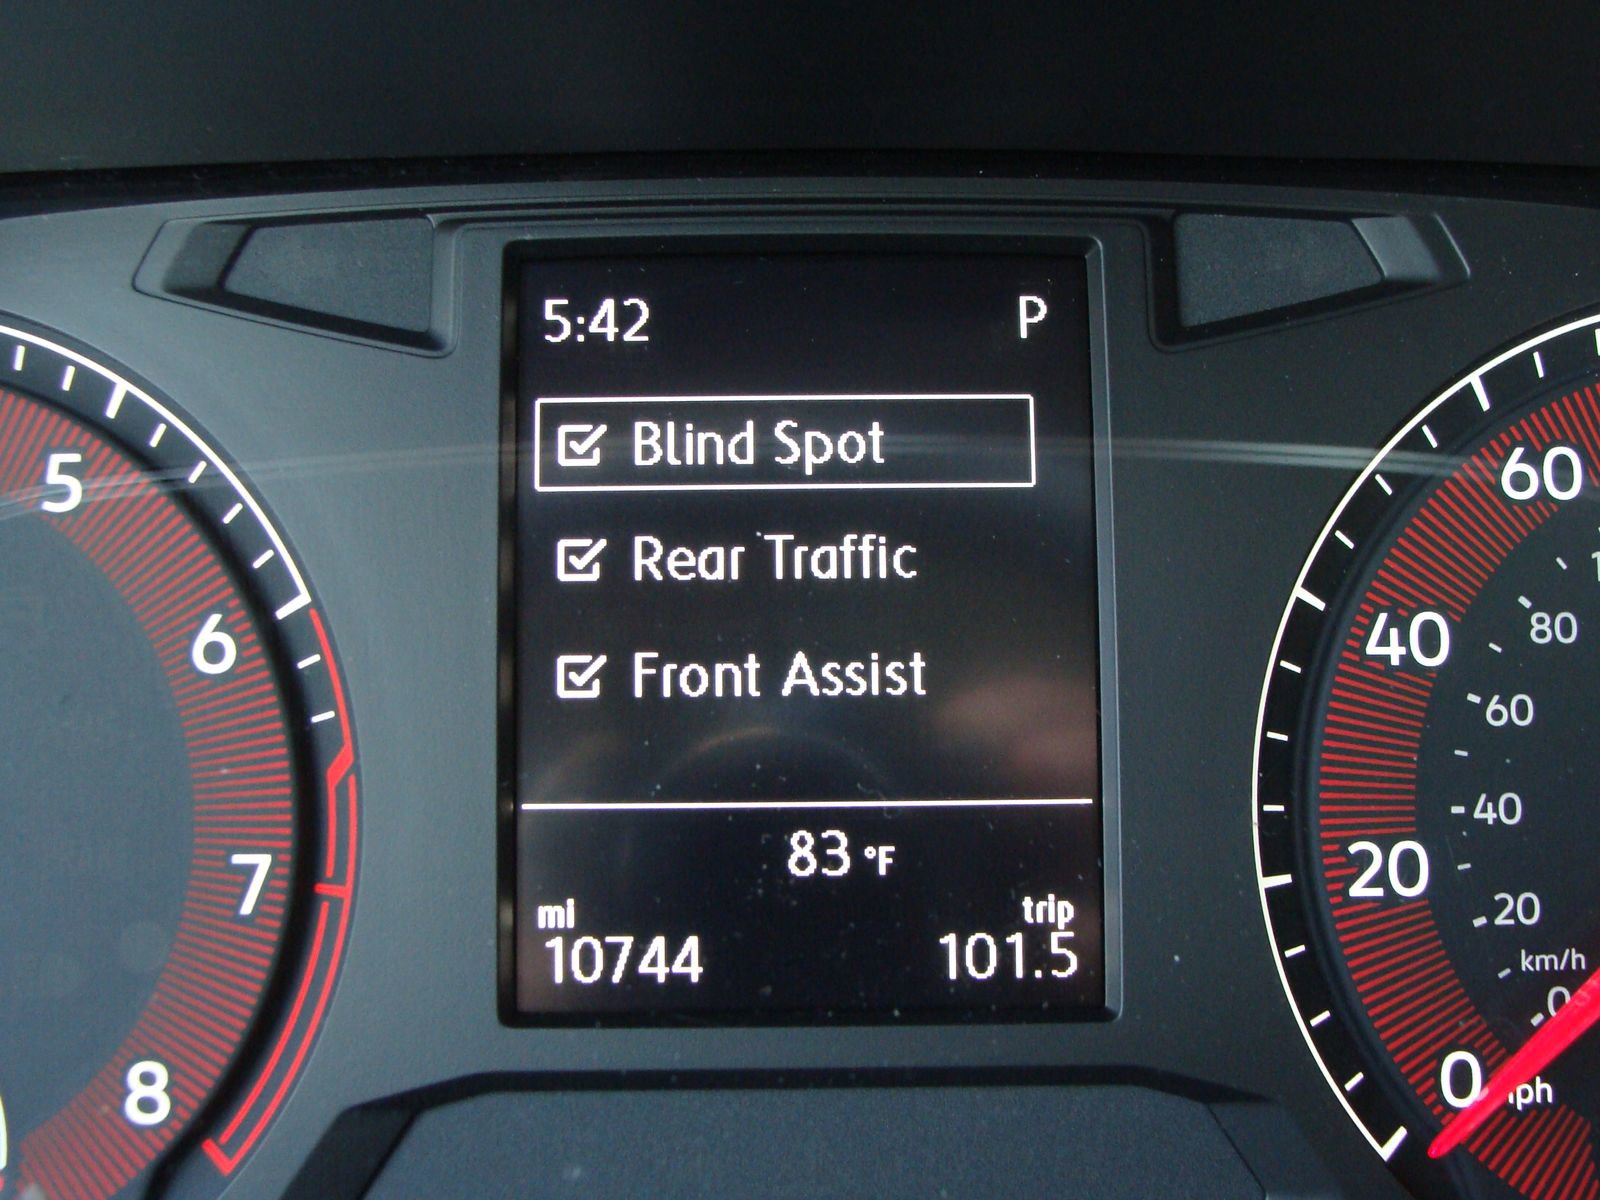 5:42 P
Blind Spot
Rear Traffic
Front Assist
83 °F
mi trip
10744 101.5
5
6
7
8
60
40
20
0
80
60
40
20
km/h
0